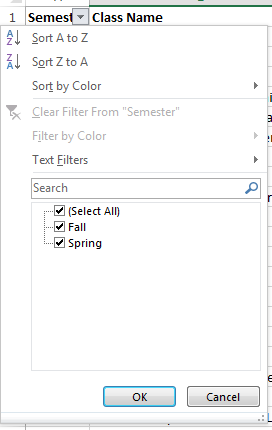 1 Semest Class Name
Sort A to Z
Sort Z to A
Sort by Color
Clear Filter From "Semester"
Filter by Color
Text Filters
Search
(Select All)
Fall
Spring
OK Cancel